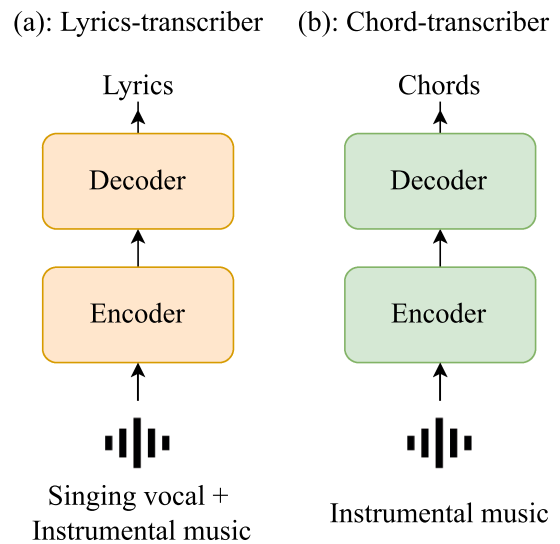 (a): Lyrics-transcriber
(b): Chord-transcriber
Lyrics
Chords
Decoder
Decoder
Encoder
Encoder
Singing vocal +
Instrumental music
Instrumental music